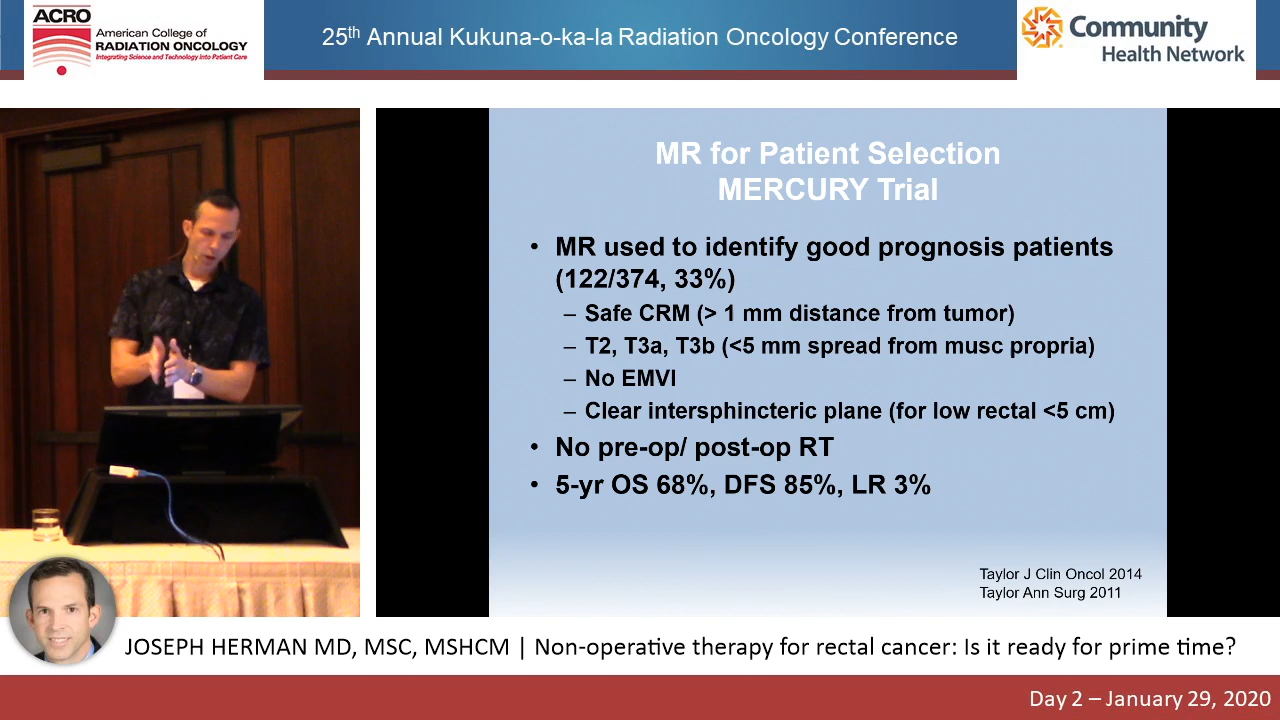 ACRO
American College of
RADIATION ONCOLOGY
Integrating Science and Technology Into Patient Care
25th Annual Kukuna-o-ka-la Radiation Oncology Conference
Community
Health Network
MR for Patient Selection
MERCURY Trial
• MR used to identify good prognosis patients
(122/374, 33%)
– Safe CRM (> 1 mm distance from tumor)
– T2, T3a, T3b (<5 mm spread from musc propria)
– No EMVI
– Clear intersphincteric plane (for low rectal <5 cm)
• No pre-op/ post-op RT
• 5-yr OS 68%, DFS 85%, LR 3%
Taylor J Clin Oncol 2014
Taylor Ann Surg 2011
JOSEPH HERMAN MD, MSC, MSHCM | Non-operative therapy for rectal cancer: Is it ready for prime time?
Day 2 – January 29, 2020